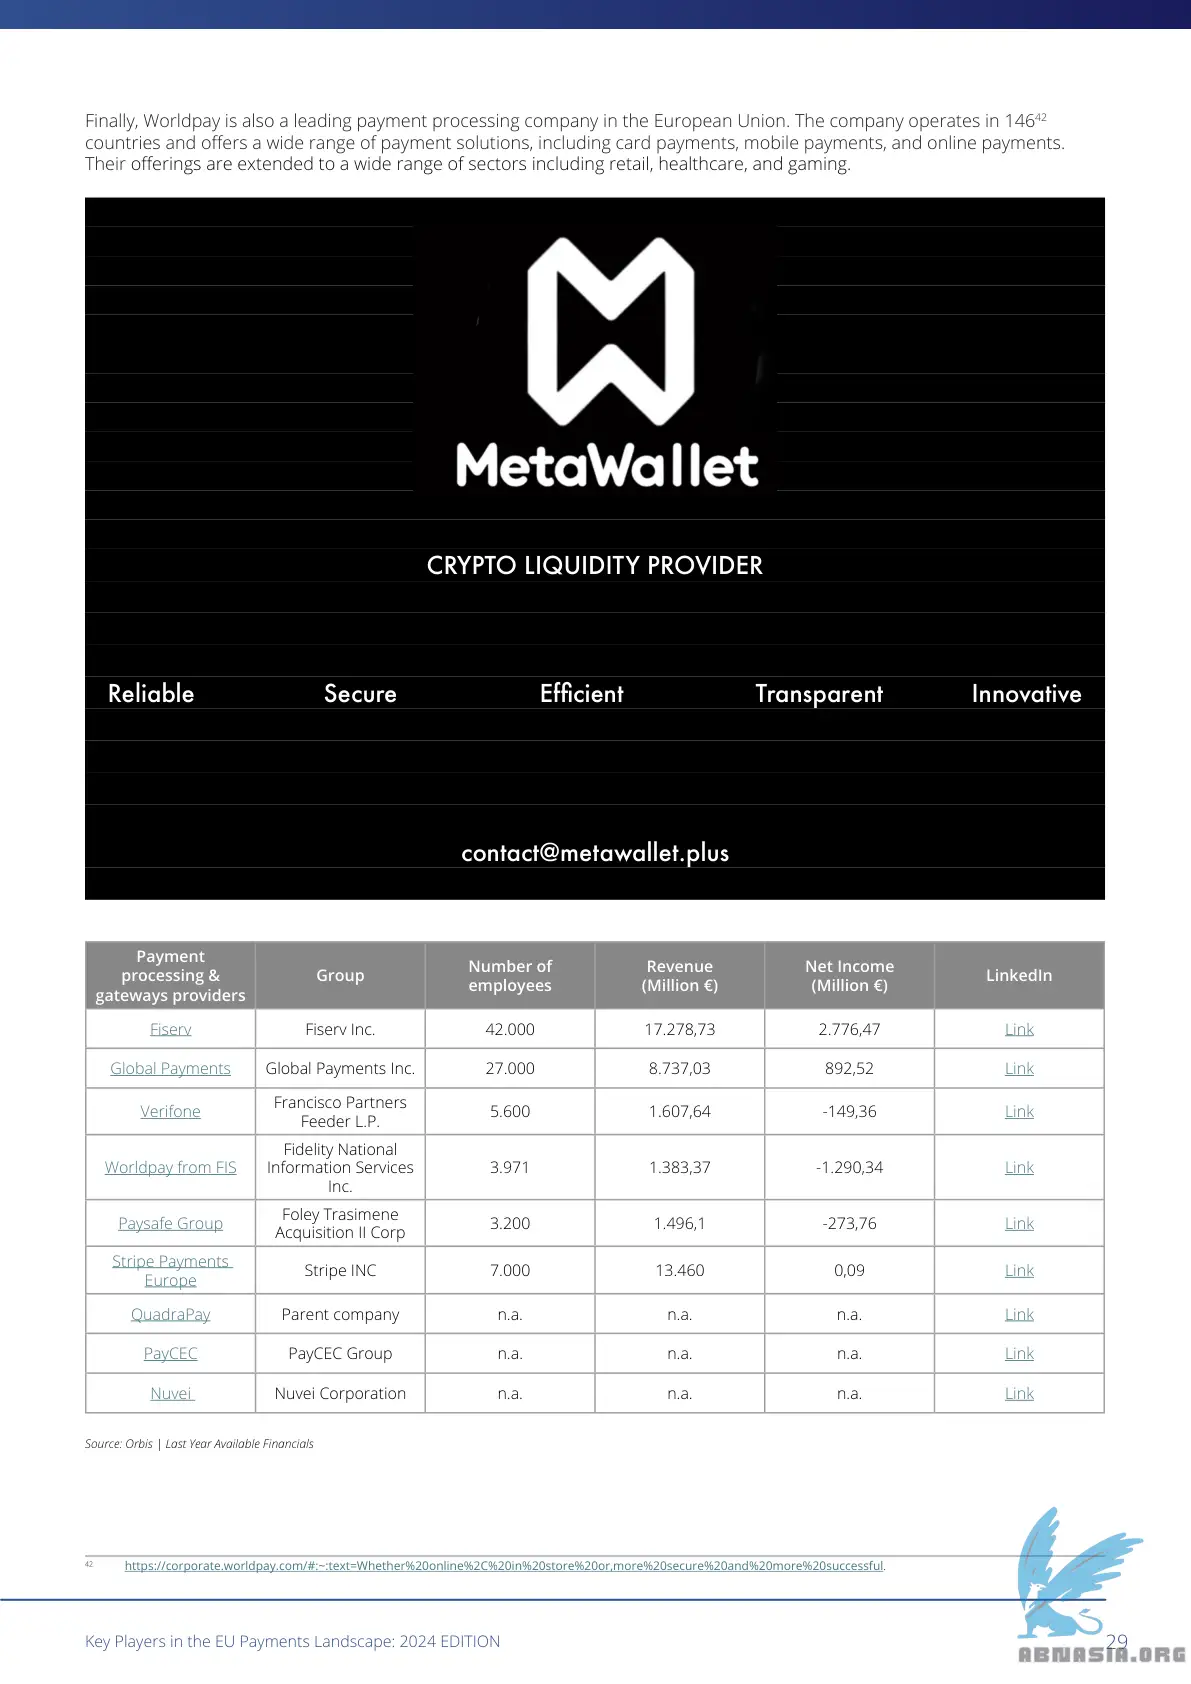 Finally, Worldpay is also a leading payment processing company in the European Union. The company operates in 146⁴²
countries and offers a wide range of payment solutions, including card payments, mobile payments, and online payments.
Their offerings are extended to a wide range of sectors including retail, healthcare, and gaming.
MetaWallet
CRYPTO LIQUIDITY PROVIDER
Reliable Secure Efficient Transparent Innovative
contact@metawallet.plus
Payment processing & gateways providers Group Number of employees Revenue (Million €) Net Income (Million €) LinkedIn
Fiserv Fiserv Inc. 42.000 17.278,73 2.776,47 Link
Global Payments Global Payments Inc. 27.000 8.737,03 892,52 Link
Verifone Francisco Partners Feeder L.P. 5.600 1.607,64 -149,36 Link
Worldpay from FIS Fidelity National Information Services Inc. 3.971 1.383,37 -1.290,34 Link
Paysafe Group Foley Trasimene Acquisition II Corp 3.200 1.496,1 -273,76 Link
Stripe Payments Europe Stripe INC 7.000 13.460 0,09 Link
QuadraPay Parent company n.a. n.a. n.a. Link
PayCEC PayCEC Group n.a. n.a. n.a. Link
Nuvei Nuvei Corporation n.a. n.a. n.a. Link
Source: Orbis | Last Year Available Financials
42 https://corporate.worldpay.com/#:~:text=Whether%20online%2C%20in%20store%20or,more%20secure%20and%20more%20successful.
Key Players in the EU Payments Landscape: 2024 EDITION 29
ABNASIA.ORG